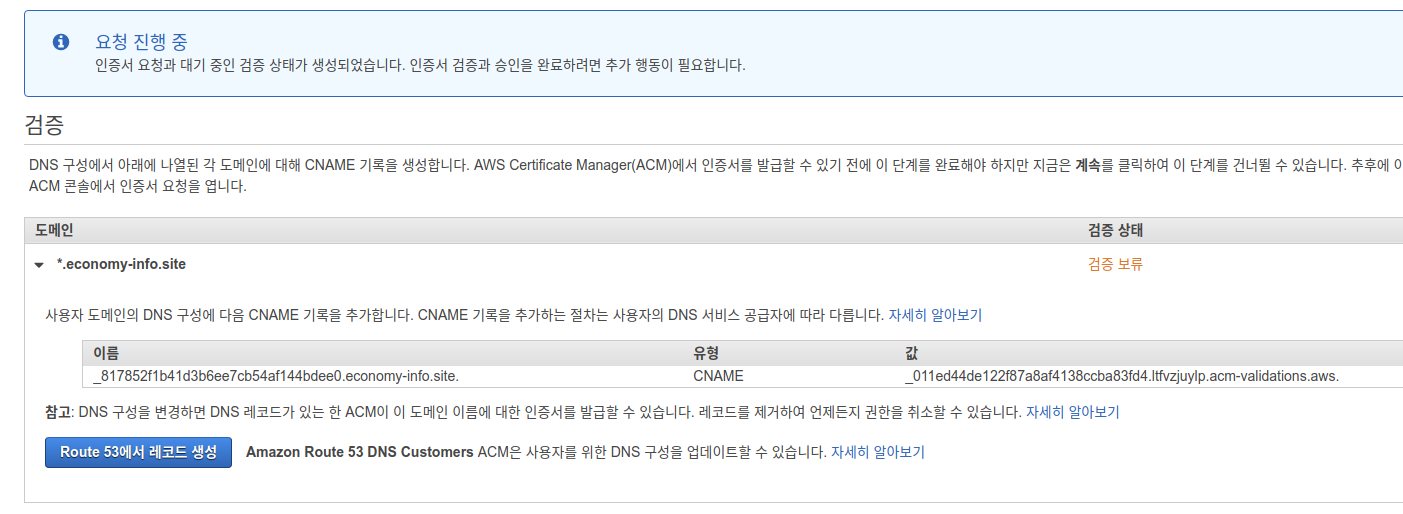 요청 진행 중
인증서 요청과 대기 중인 검증 상태가 생성되었습니다. 인증서 검증과 승인을 완료하려면 추가 행동이 필요합니다.
검증
DNS 구성에서 아래에 나열된 각 도메인에 대해 CNAME 기록을 생성합니다. AWS Certificate Manager(ACM)에서 인증서를 발급할 수 있기 전에 이 단계를 완료해야 하지만 지금은 계속를 클릭하여 이 단계를 건너뛸 수 있습니다. 추후에 이
ACM 콘솔에서 인증서 요청을 엽니다.
도메인 검증 상태
*.economy-info.site 검증 보류
사용자 도메인의 DNS 구성에 다음 CNAME 기록을 추가합니다. CNAME 기록을 추가하는 절차는 사용자의 DNS 서비스 공급자에 따라 다릅니다. 자세히 알아보기
이름 유형 값
_817852f1b41d3b6ee7cb54af144bdee0.economy-info.site. CNAME _011ed44de122f87a8af4138ccba83fd4.ltfvzjuylp.acm-validations.aws.
참고: DNS 구성을 변경하면 DNS 레코드가 있는 한 ACM이 이 도메인 이름에 대한 인증서를 발급할 수 있습니다. 레코드를 제거하여 언제든지 권한을 취소할 수 있습니다. 자세히 알아보기
Route 53에서 레코드 생성 Amazon Route 53 DNS Customers ACM은 사용자를 위한 DNS 구성을 업데이트할 수 있습니다. 자세히 알아보기